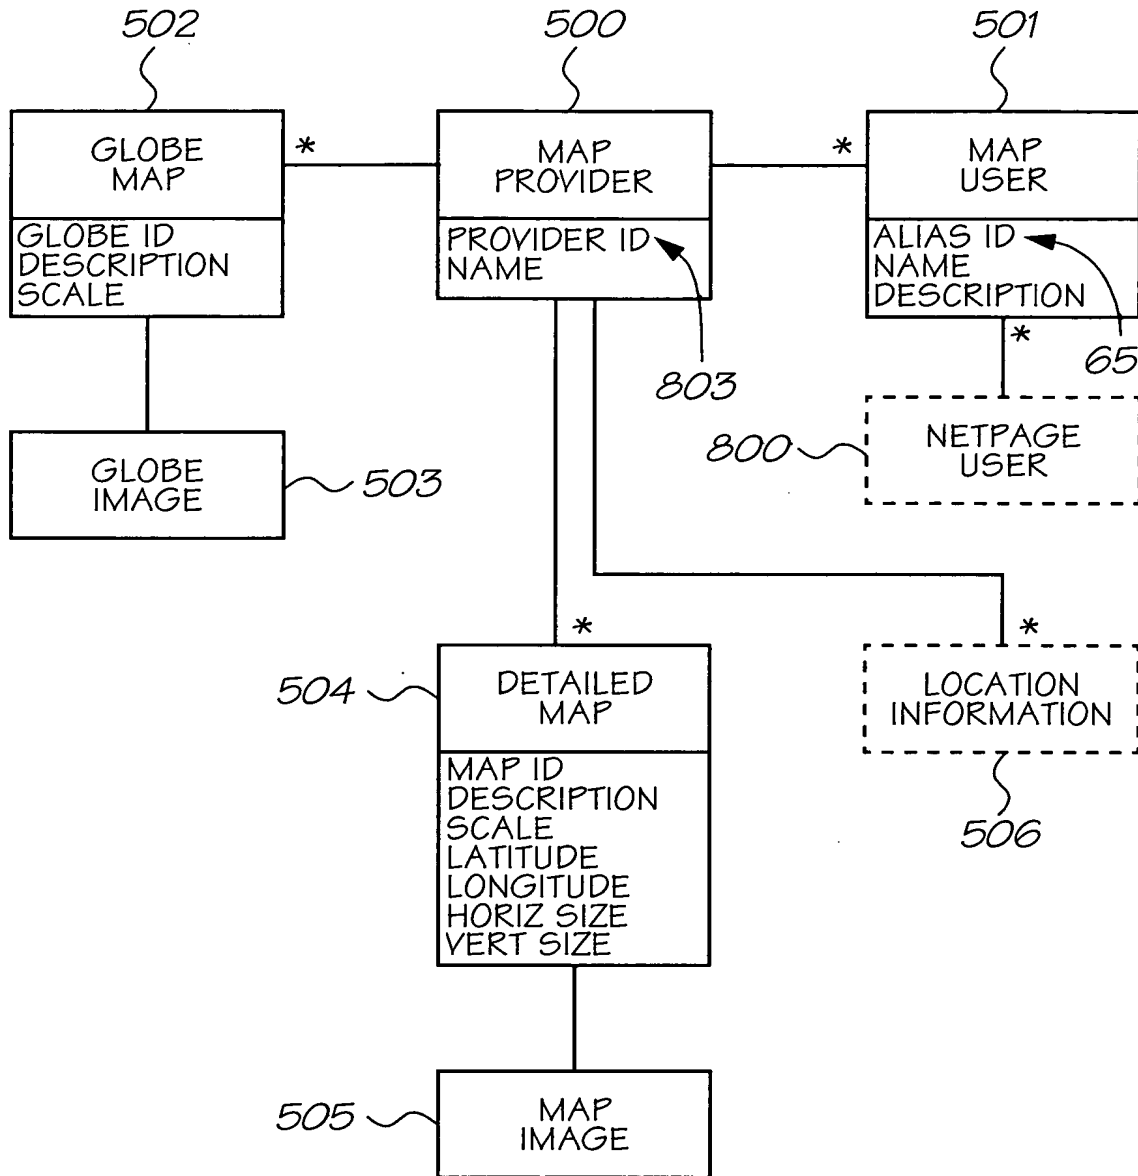 502
500
501
GLOBE
MAP
*
MAP
PROVIDER
*
MAP
USER
GLOBE ID
DESCRIPTION
SCALE
PROVIDER ID
NAME
ALIAS ID
NAME
DESCRIPTION
*
803
65
GLOBE
IMAGE
503
800
NETPAGE
USER
*
*
504
DETAILED
MAP
LOCATION
INFORMATION
MAP ID
DESCRIPTION
SCALE
LATITUDE
LONGITUDE
HORIZ SIZE
VERT SIZE
506
505
MAP
IMAGE